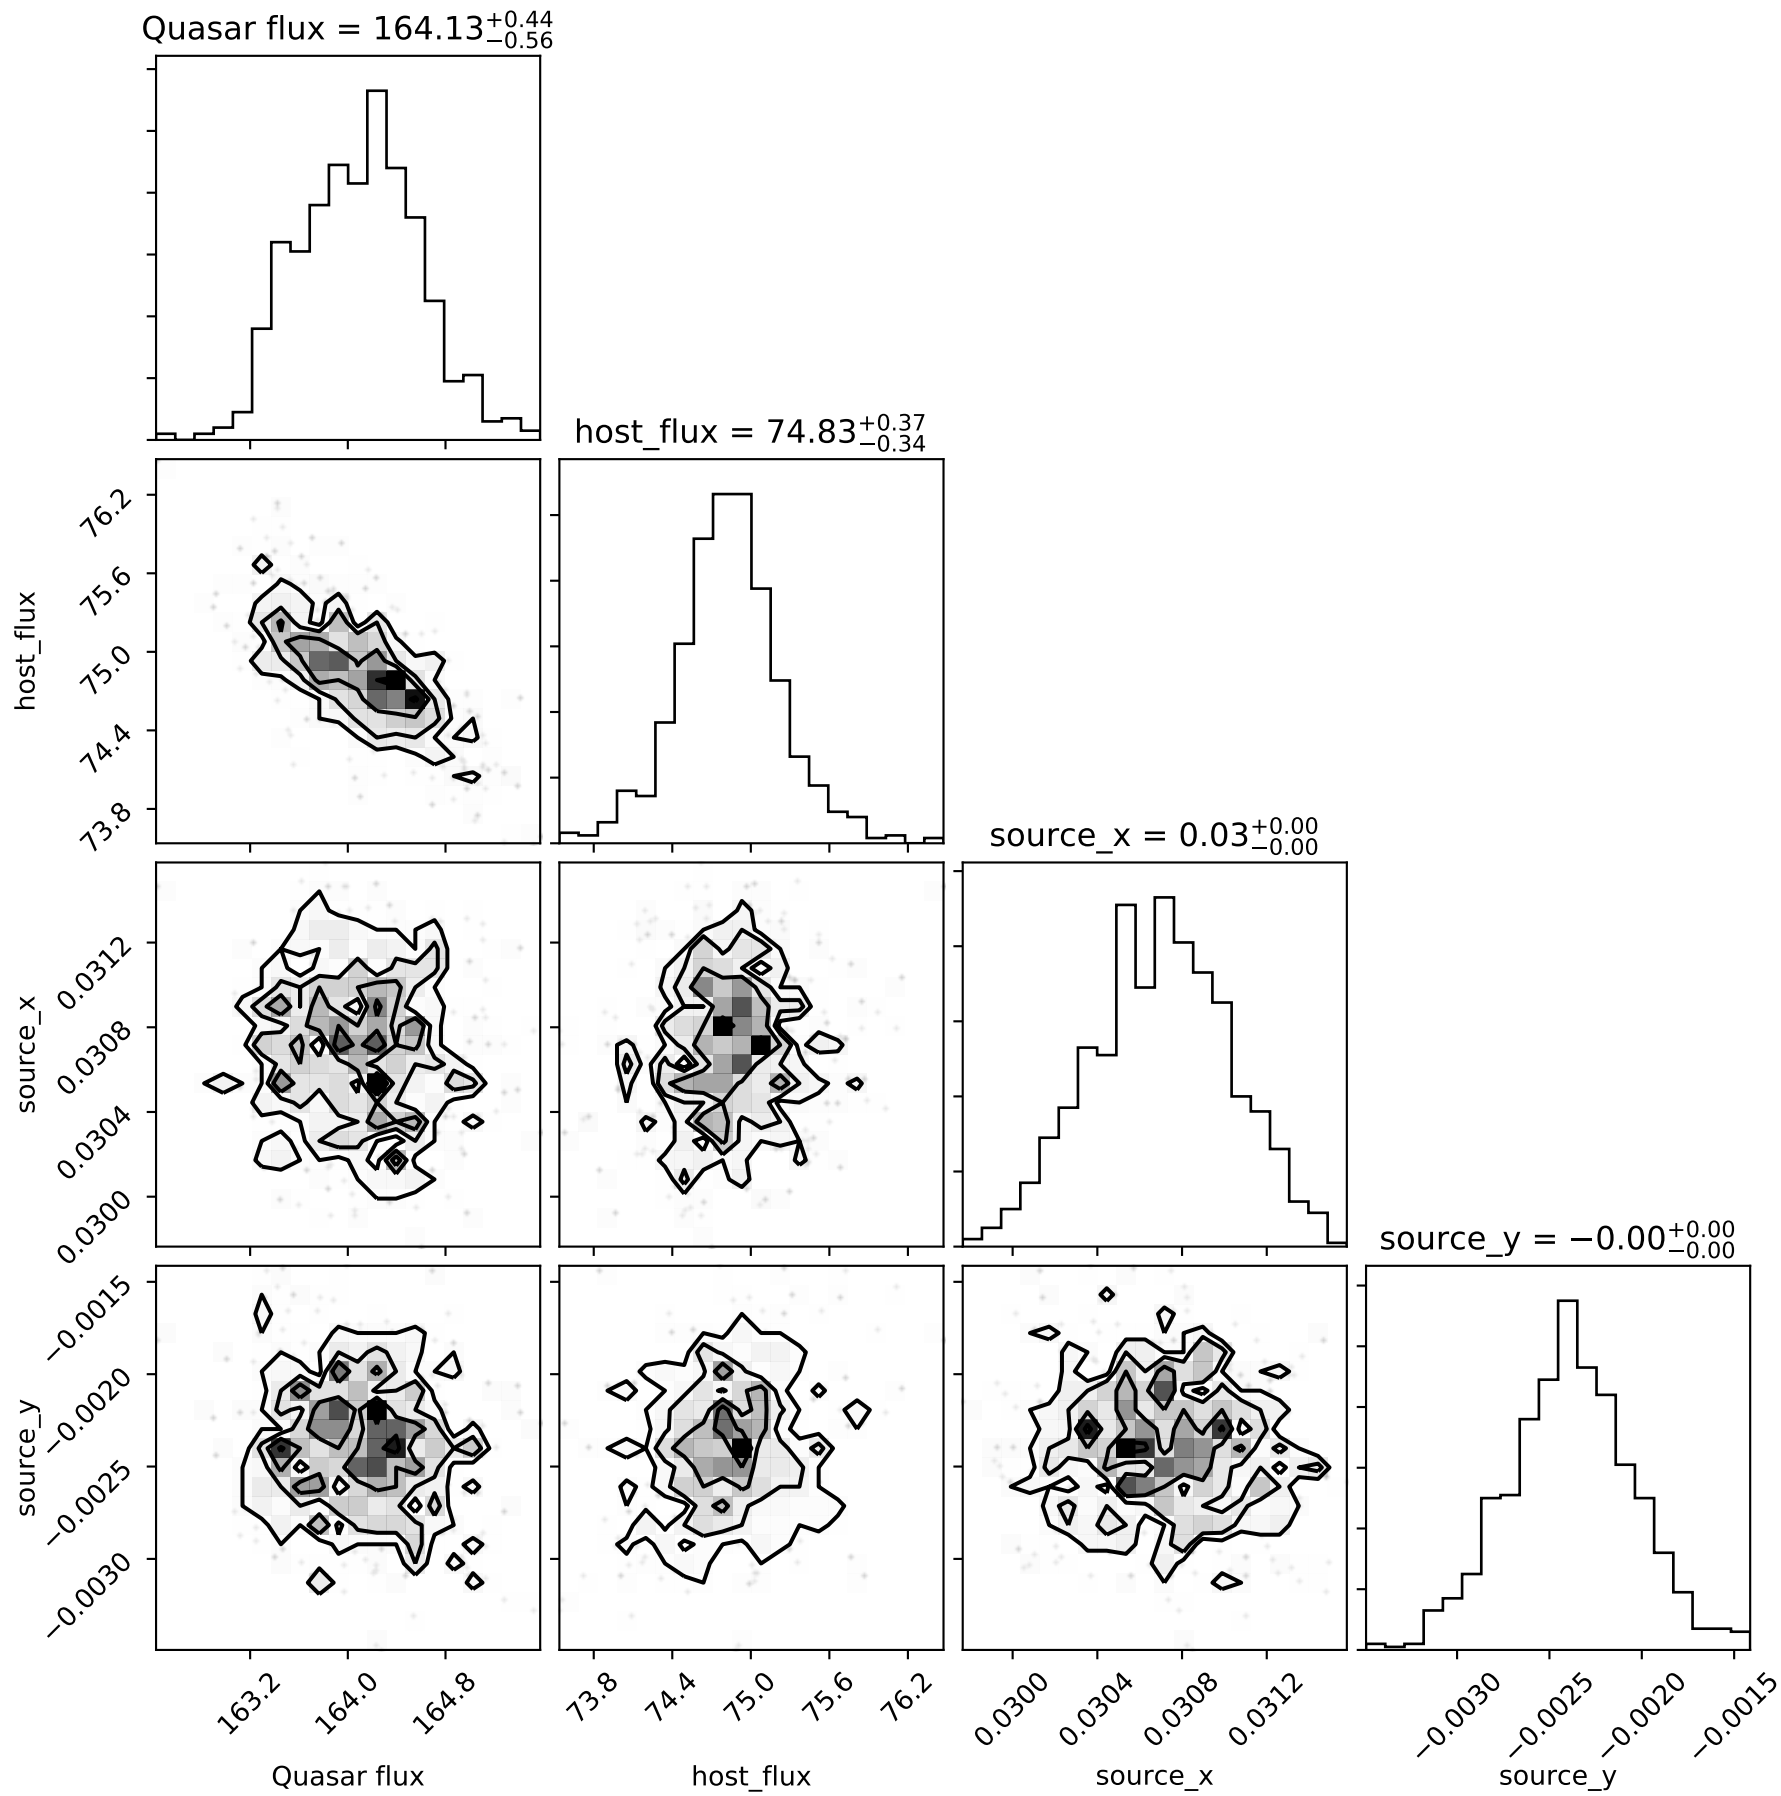 Quasar flux = 164.13 +0.44 −0.56
host_flux = 74.83 +0.37 −0.34
76.2
75.6
75.0
74.4
73.8
host_flux
source_x = 0.03 +0.00 −0.00
0.0312
0.0308
0.0304
0.0300
source_x
source_y = −0.00 +0.00 −0.00
−0.0015
−0.0020
−0.0025
−0.0030
source_y
163.2 164.0 164.8 73.8 74.4 75.0 75.6 76.2 0.0300 0.0304 0.0308 0.0312 −0.0030 −0.0025 −0.0020 −0.0015
Quasar flux host_flux source_x source_y